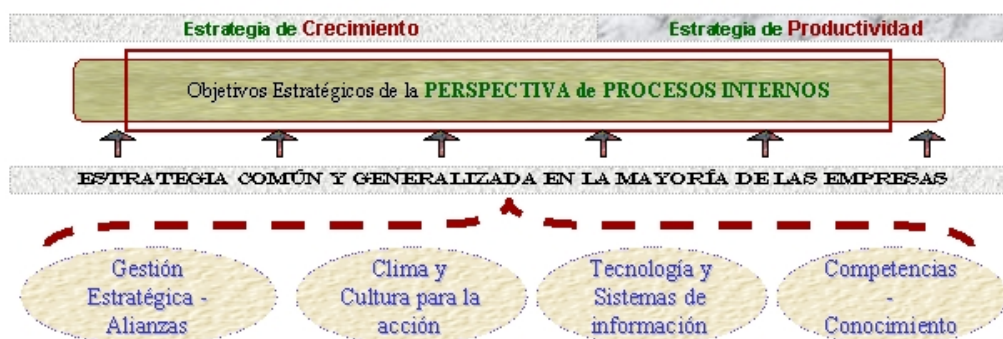 Estrategia de Crecimiento
Estrategia de Productividad
Objetivos Estratégicos de la PERSPECTIVA de PROCESOS INTERNOS
ESTRATEGIA COMÚN Y GENERALIZADA EN LA MAYORÍA DE LAS EMPRESAS
Gestión
Estratégica -
Alianzas
Clima y
Cultura para la
acción
Tecnología y
Sistemas de
información
Competencias
-
Conocimiento